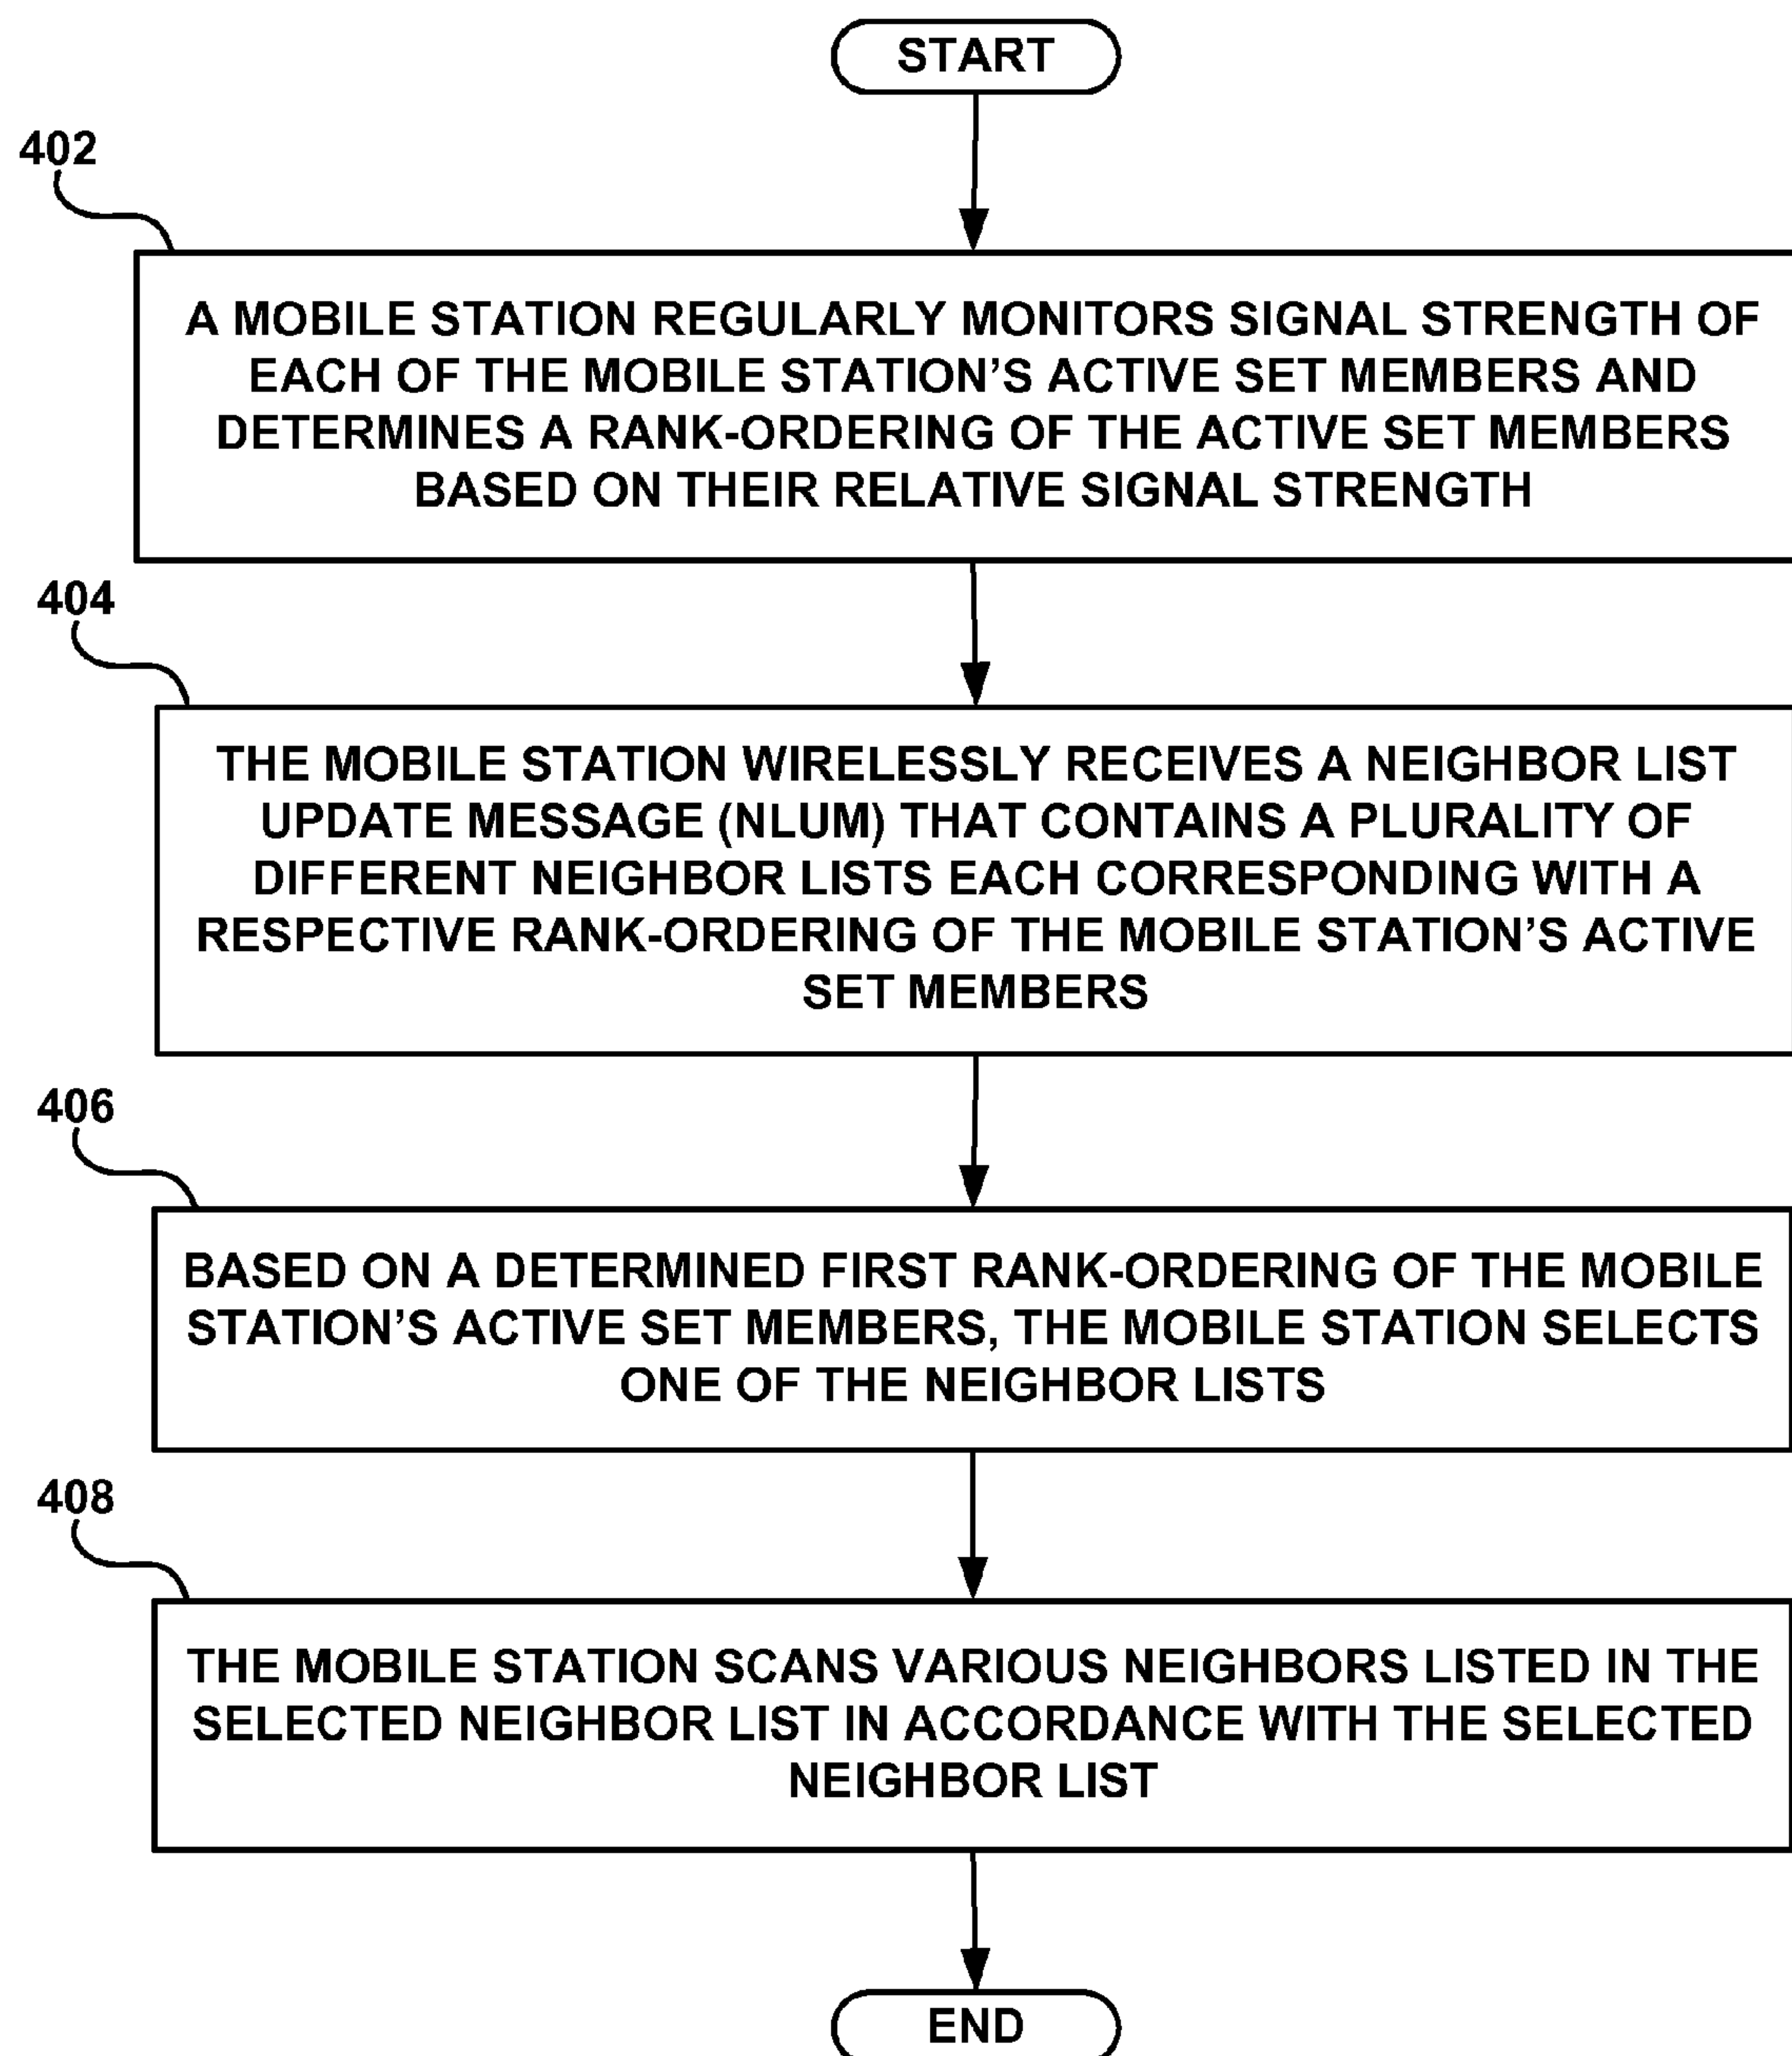 START
402
A MOBILE STATION REGULARLY MONITORS SIGNAL STRENGTH OF
EACH OF THE MOBILE STATION’S ACTIVE SET MEMBERS AND
DETERMINES A RANK-ORDERING OF THE ACTIVE SET MEMBERS
BASED ON THEIR RELATIVE SIGNAL STRENGTH
404
THE MOBILE STATION WIRELESSLY RECEIVES A NEIGHBOR LIST
UPDATE MESSAGE (NLUM) THAT CONTAINS A PLURALITY OF
DIFFERENT NEIGHBOR LISTS EACH CORRESPONDING WITH A
RESPECTIVE RANK-ORDERING OF THE MOBILE STATION’S ACTIVE
SET MEMBERS
406
BASED ON A DETERMINED FIRST RANK-ORDERING OF THE MOBILE
STATION’S ACTIVE SET MEMBERS, THE MOBILE STATION SELECTS
ONE OF THE NEIGHBOR LISTS
408
THE MOBILE STATION SCANS VARIOUS NEIGHBORS LISTED IN THE
SELECTED NEIGHBOR LIST IN ACCORDANCE WITH THE SELECTED
NEIGHBOR LIST
END